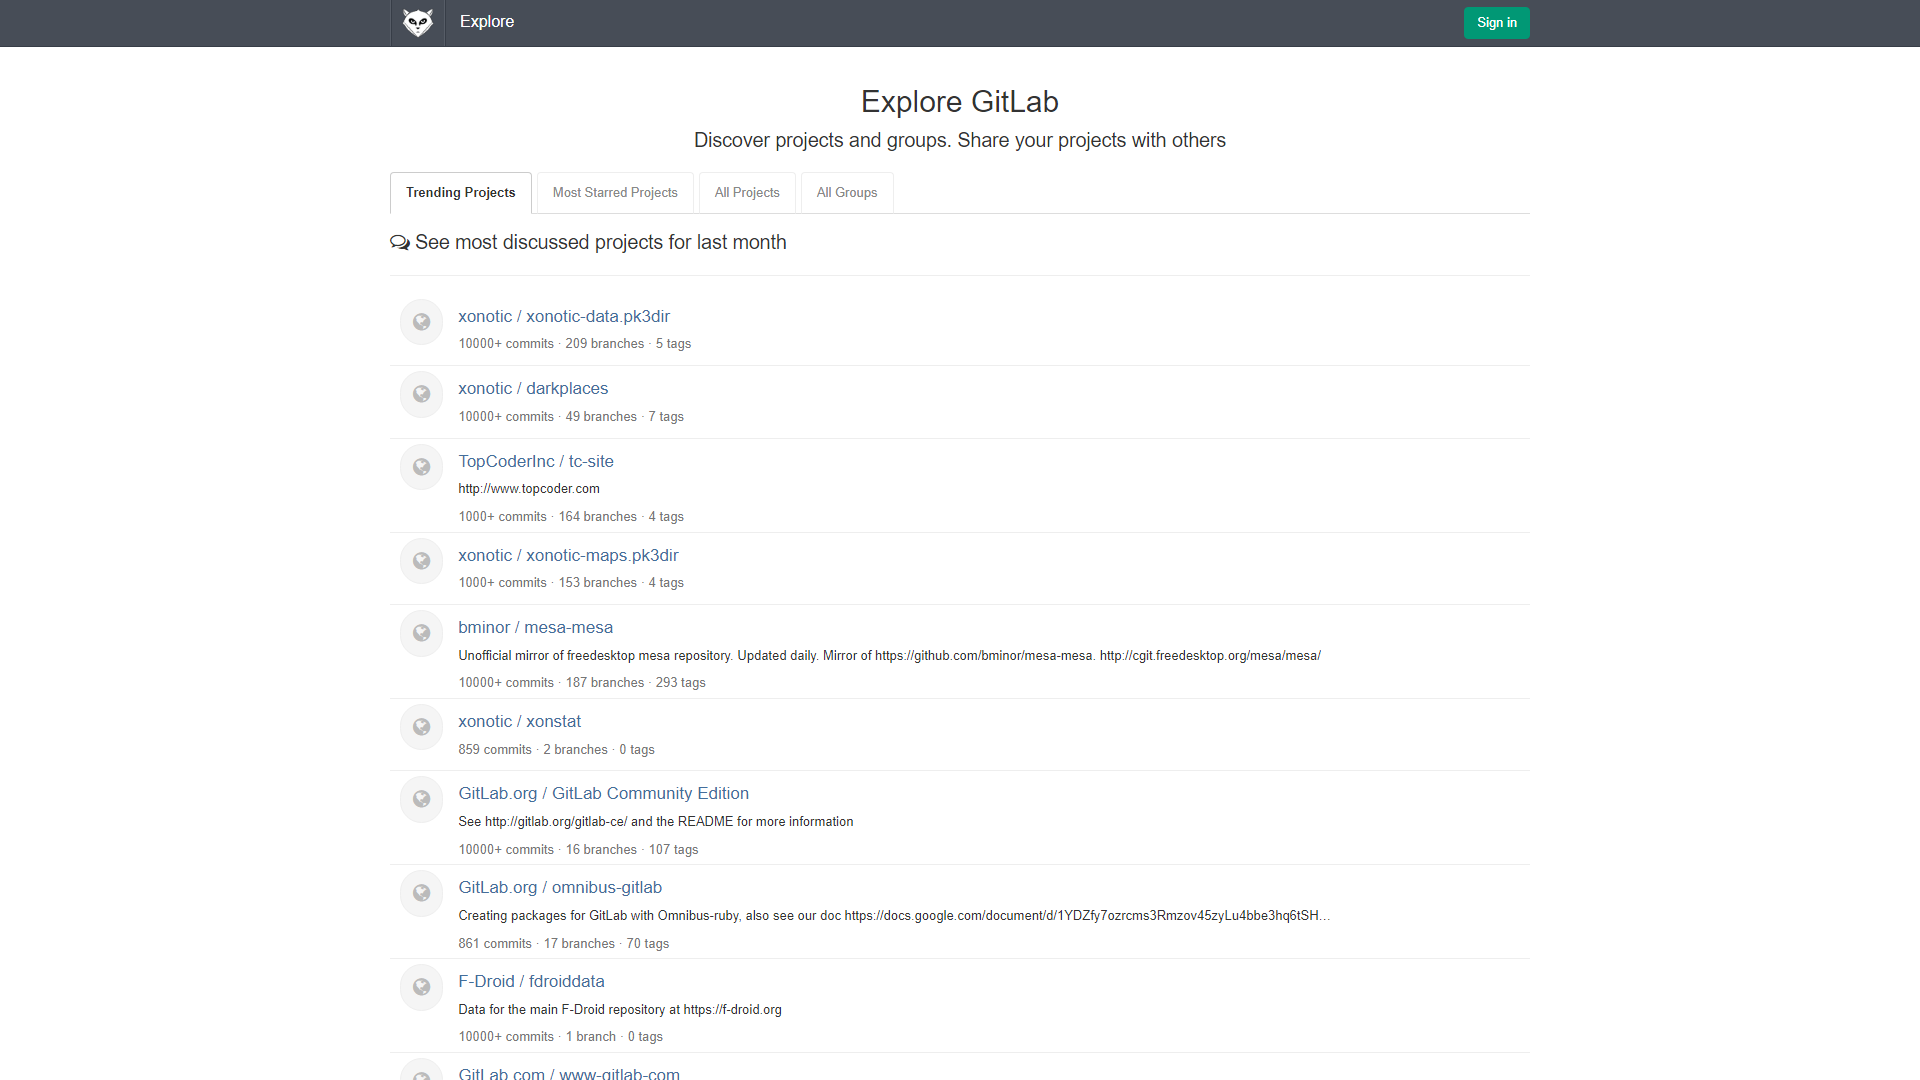 Explore
Sign in
Explore GitLab
Discover projects and groups. Share your projects with others
Trending Projects
Most Starred Projects
All Projects
All Groups
See most discussed projects for last month
xonotic / xonotic-data.pk3dir
10000+ commits · 209 branches · 5 tags
xonotic / darkplaces
10000+ commits · 49 branches · 7 tags
TopCoderInc / tc-site
http://www.topcoder.com
1000+ commits · 164 branches · 4 tags
xonotic / xonotic-maps.pk3dir
1000+ commits · 153 branches · 4 tags
bminor / mesa-mesa
Unofficial mirror of freedesktop mesa repository. Updated daily. Mirror of https://github.com/bminor/mesa-mesa. http://cgit.freedesktop.org/mesa/mesa/
10000+ commits · 187 branches · 293 tags
xonotic / xonstat
859 commits · 2 branches · 0 tags
GitLab.org / GitLab Community Edition
See http://gitlab.org/gitlab-ce/ and the README for more information
10000+ commits · 16 branches · 107 tags
GitLab.org / omnibus-gitlab
Creating packages for GitLab with Omnibus-ruby, also see our doc https://docs.google.com/document/d/1YDZfy7ozrcms3Rmzov45zyLu4bbe3hq6tSH…
861 commits · 17 branches · 70 tags
F-Droid / fdroiddata
Data for the main F-Droid repository at https://f-droid.org
10000+ commits · 1 branch · 0 tags
GitLab.com / www-gitlab-com